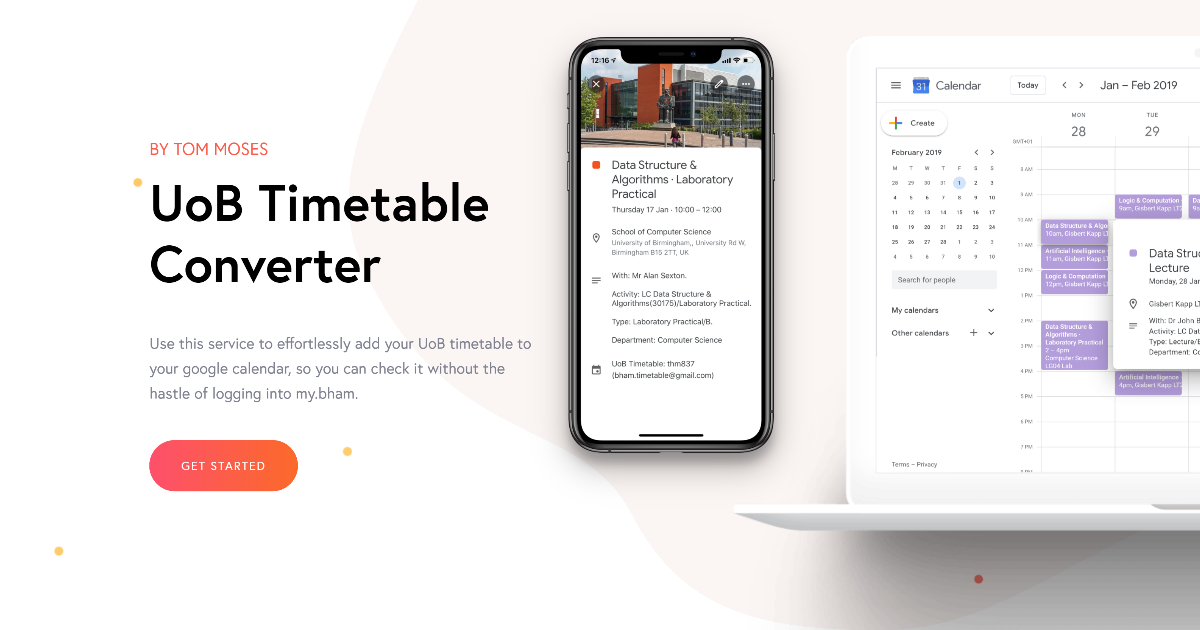 BY TOM MOSES
UoB Timetable
Converter
Use this service to effortlessly add your UoB timetable to
your google calendar, so you can check it without the
hastle of logging into my.bham.
GET STARTED
12:16
Data Structure &
Algorithms · Laboratory
Practical
Thursday 17 Jan · 10:00 – 12:00
School of Computer Science
University of Birmingham,, University Rd W,
Birmingham B15 2TT, UK
With: Mr Alan Sexton.
Activity: LC Data Structure &
Algorithms(30175)/Laboratory Practical.
Type: Laboratory Practical/B.
Department: Computer Science
UoB Timetable: thm837
(bham.timetable@gmail.com)
31 Calendar
Today
Jan – Feb 2019
Create
February 2019
M T W T F S S
28 29 30 31 1 2 3
4 5 6 7 8 9 10
11 12 13 14 15 16 17
18 19 20 21 22 23 24
25 26 27 28 1 2 3
4 5 6 7 8 9 10
Search for people
My calendars
Other calendars
Terms – Privacy
MON
28
TUE
29
GMT+01
8 AM
9 AM
10 AM
11 AM
12 PM
1 PM
2 PM
3 PM
4 PM
5 PM
6 PM
7 PM
Data Structure & Algo
10am, Gisbert Kapp LT
Artificial Intelligence
11am, Gisbert Kapp LT
Logic & Computation
12pm, Gisbert Kapp LT
Data Structure &
Algorithms ·
Laboratory Practical
2 – 4pm
Computer Science
LG04 Lab
Logic & Computation
9am, Gisbert Kapp LT2
Artificial Intelligence
4pm, Gisbert Kapp LT2
Data Struc
Lecture
Monday, 28 Jan
Gisbert Kapp LT
With: Dr John B
Activity: LC Dat
Type: Lecture/B
Department: Co